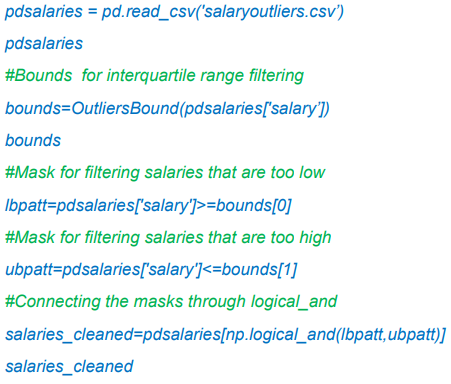 pdsalaries = pd.read_csv('salaryoutliers.csv’)
pdsalaries
#Bounds  for interquartile range filtering
bounds=OutliersBound(pdsalaries['salary’])
bounds
#Mask for filtering salaries that are too low
lbpatt=pdsalaries['salary']>=bounds[0]
#Mask for filtering salaries that are too high
ubpatt=pdsalaries['salary']<=bounds[1]
#Connecting the masks through logical_and
salaries_cleaned=pdsalaries[np.logical_and(lbpatt,ubpatt)]
salaries_cleaned